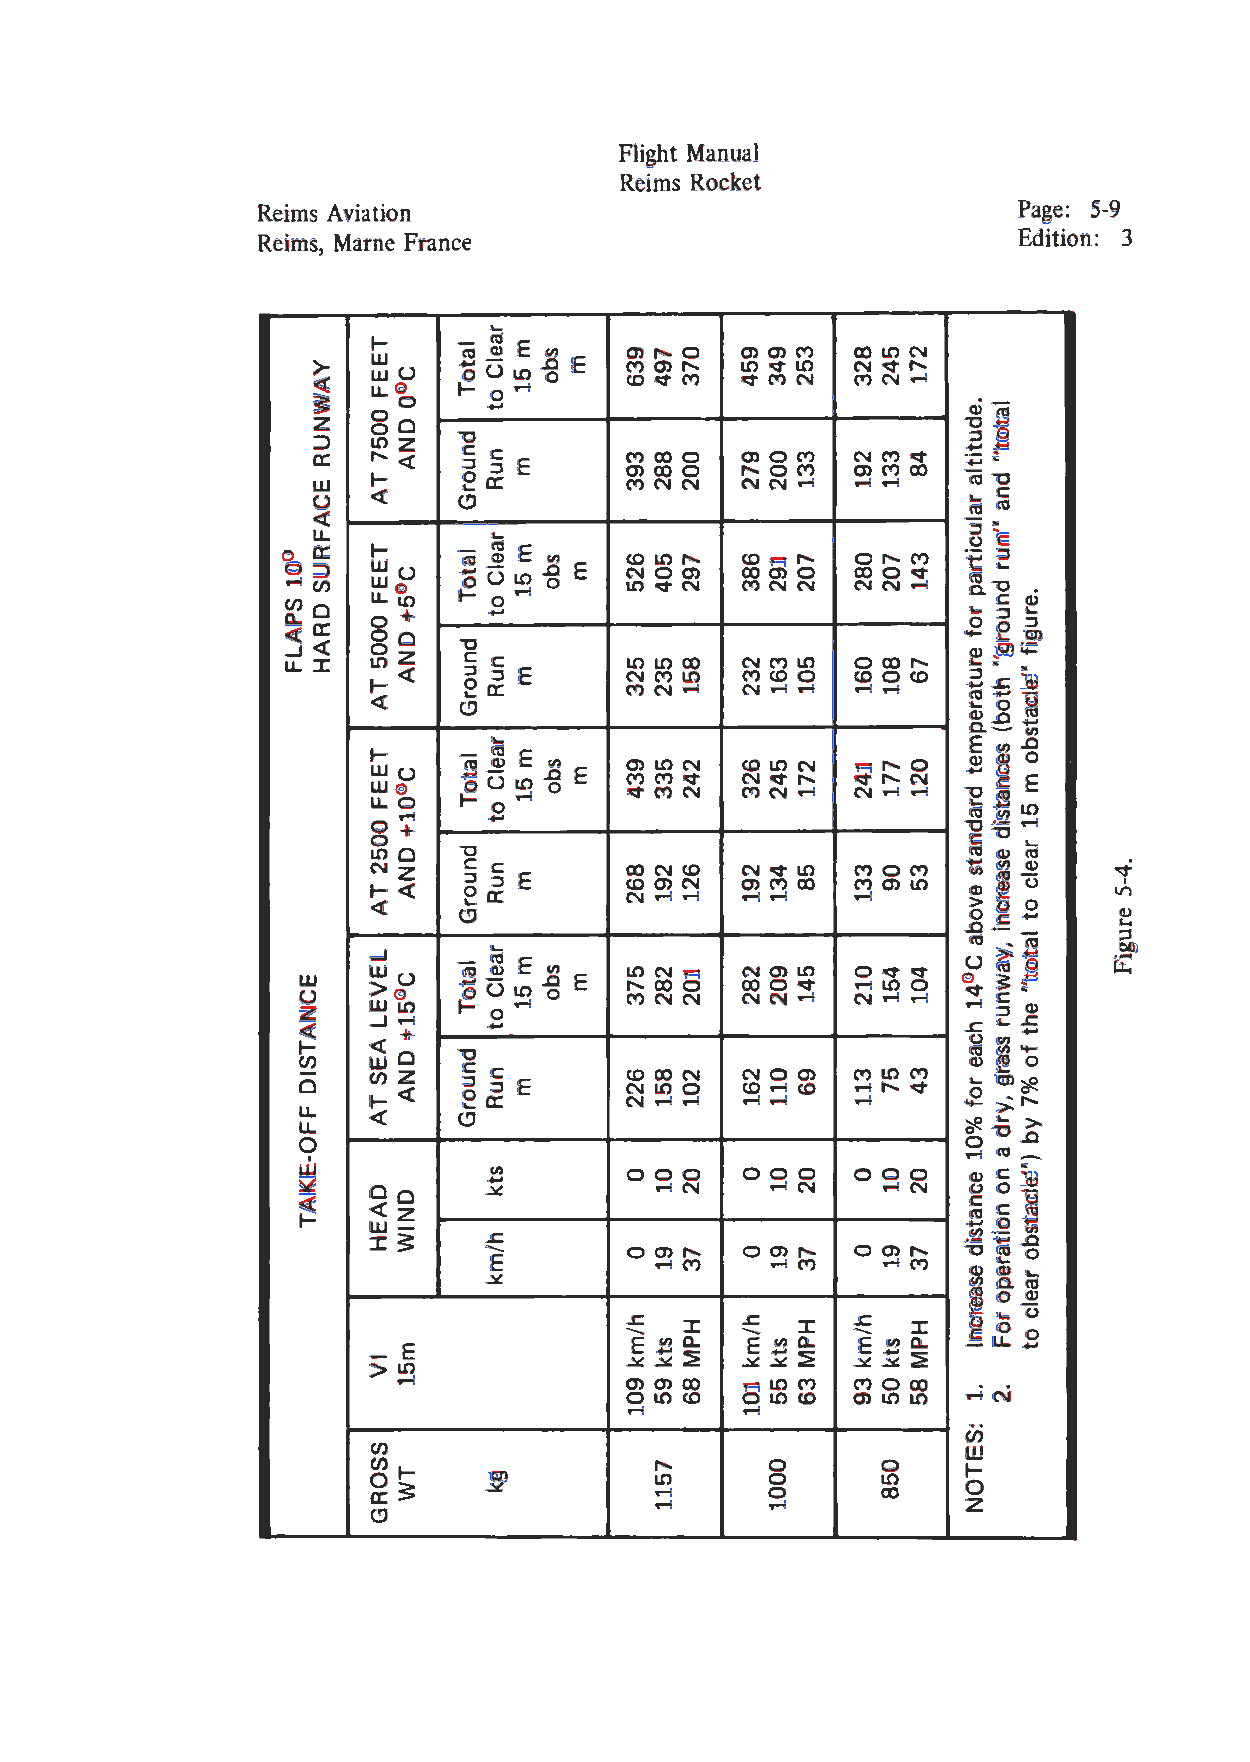 Flight Manual
Reims Rocket
Reims Aviation
Page: 5-9
Reims, Marne France
Edition: 3
TAKE-OFF DISTANCE
FLAPS 10º
HARD SURFACE RUNWAY
GROSS WT | VI 15m | HEAD WIND | AT SEA LEVEL AND +15ºC | AT 2500 FEET AND +10ºC | AT 5000 FEET AND +5ºC | AT 7500 FEET AND 0ºC
kg | km/h | kts | Ground Run m | Total to Clear 15 m obs m | Ground Run m | Total to Clear 15 m obs m | Ground Run m | Total to Clear 15 m obs m | Ground Run m | Total to Clear 15 m obs m
109 km/h 0 0 226 375 268 439 325 526 393 639
1157 59 kts 19 10 158 282 192 335 235 405 288 497
68 MPH 37 20 102 201 126 242 158 297 200 370
101 km/h 0 0 162 282 192 326 232 386 279 459
1000 55 kts 19 10 110 209 134 245 163 291 200 349
63 MPH 37 20 69 145 85 172 105 207 133 253
93 km/h 0 0 113 210 133 241 160 280 192 328
850 50 kts 19 10 75 154 90 177 108 207 133 245
58 MPH 37 20 43 104 53 120 67 143 84 172
NOTES: 1. Increase distance 10% for each 14ºC above standard temperature for particular altitude.
2. For operation on a dry, grass runway, increase distances (both "ground run" and "total
to clear obstacle") by 7% of the "total to clear 15 m obstacle" figure.
Figure 5-4.